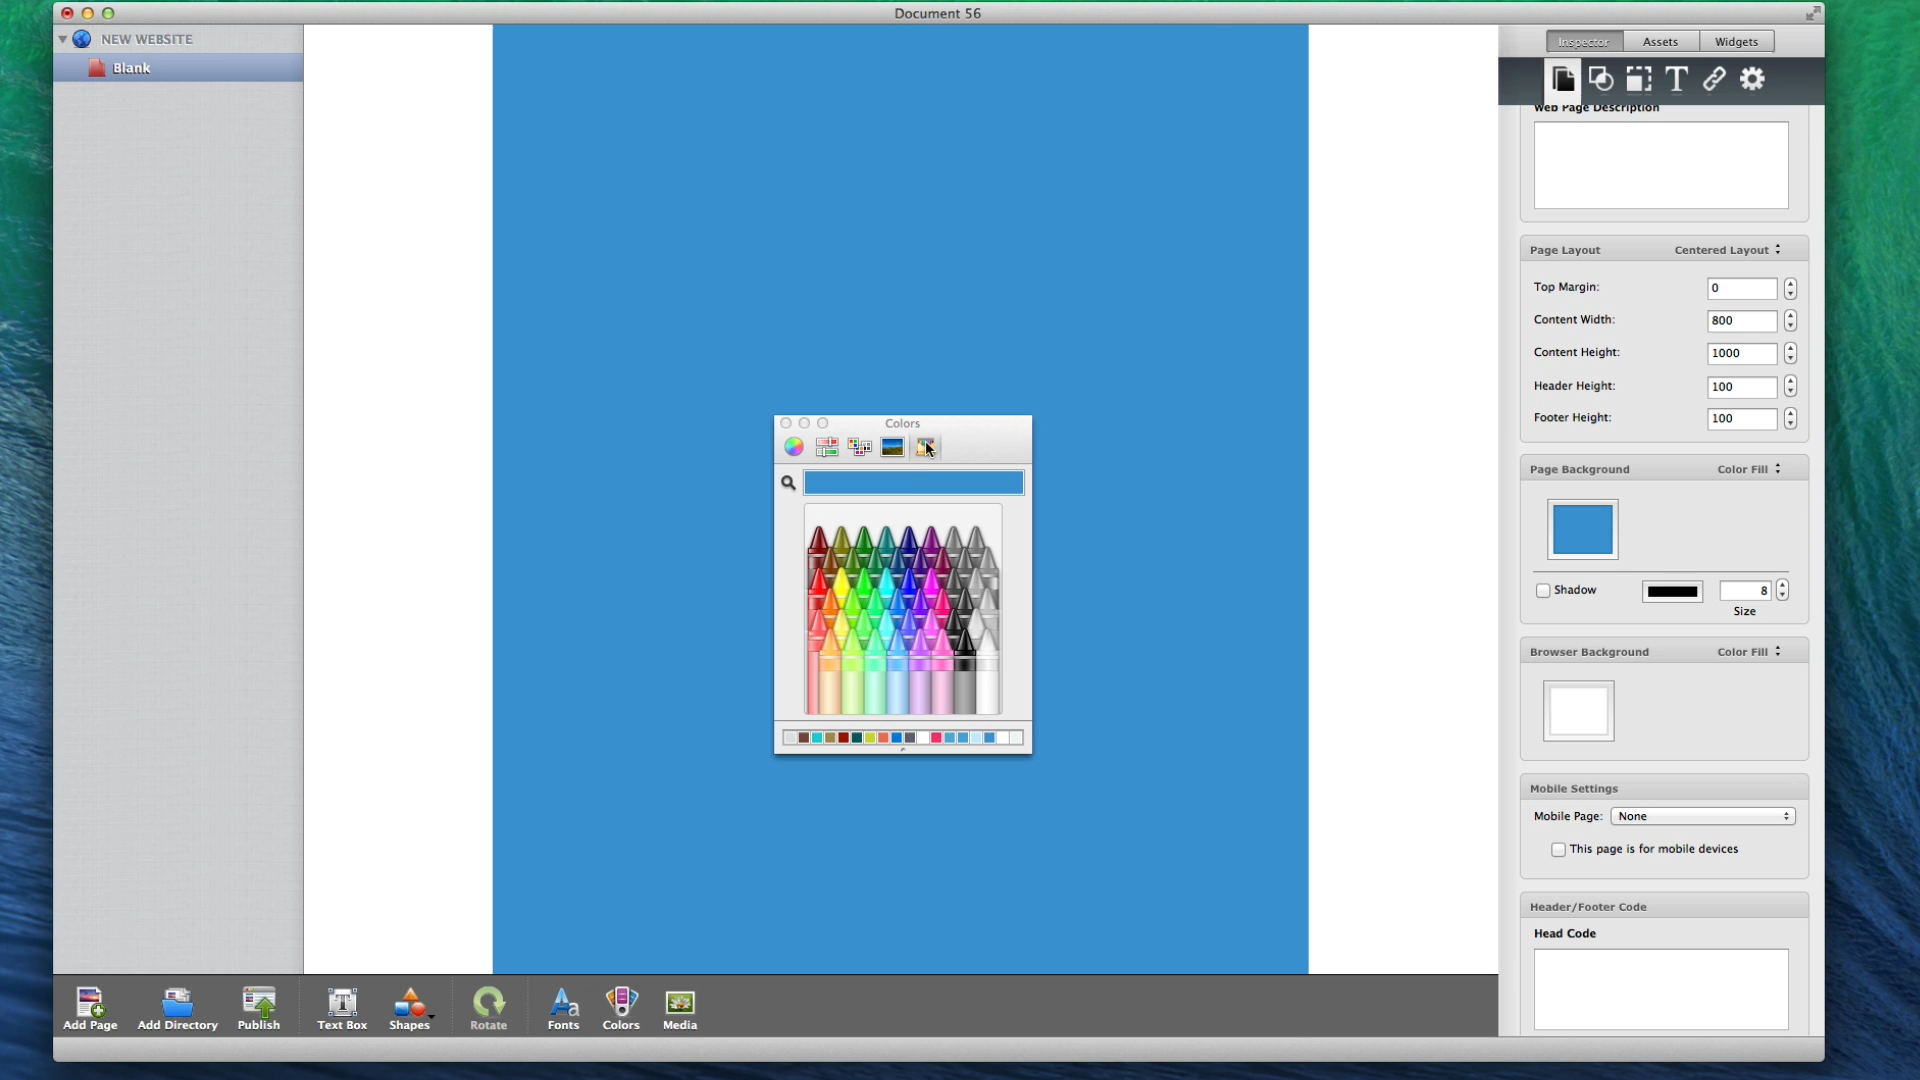 Document 56
NEW WEBSITE
Blank
Inspector
Assets
Widgets
Web Page Description
Page Layout
Centered Layout
Top Margin:
0
Content Width:
800
Content Height:
1000
Header Height:
100
Footer Height:
100
Colors
Page Background
Color Fill
Shadow
8
Size
Browser Background
Color Fill
Mobile Settings
Mobile Page:
None
This page is for mobile devices
Header/Footer Code
Head Code
Add Page
Add Directory
Publish
Text Box
Shapes
Rotate
Fonts
Colors
Media